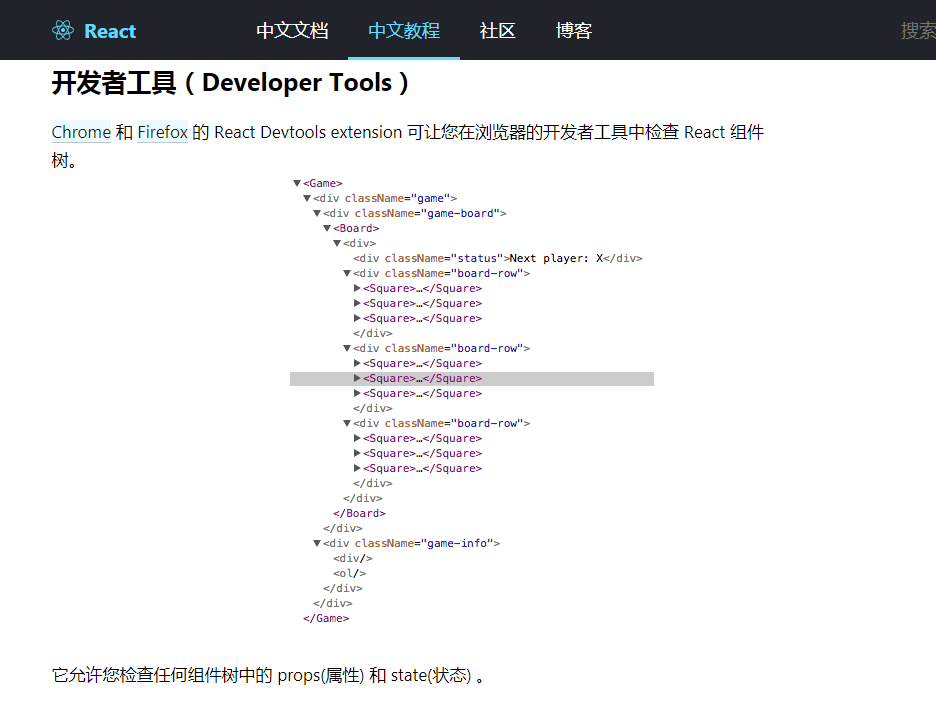 React 中文文档 中文教程 社区 博客 搜索
开发者工具（Developer Tools）
Chrome 和 Firefox 的 React Devtools extension 可让您在浏览器的开发者工具中检查 React 组件
树。
▼<Game>
▼<div className="game">
▼<div className="game-board">
▼<Board>
▼<div>
<div className="status">Next player: X</div>
▼<div className="board-row">
▶<Square>…</Square>
▶<Square>…</Square>
▶<Square>…</Square>
</div>
▼<div className="board-row">
▶<Square>…</Square>
▶<Square>…</Square>
▶<Square>…</Square>
</div>
▼<div className="board-row">
▶<Square>…</Square>
▶<Square>…</Square>
▶<Square>…</Square>
</div>
</div>
</Board>
</div>
▼<div className="game-info">
<div/>
<ol/>
</div>
</div>
</Game>
它允许您检查任何组件树中的 props(属性) 和 state(状态) 。